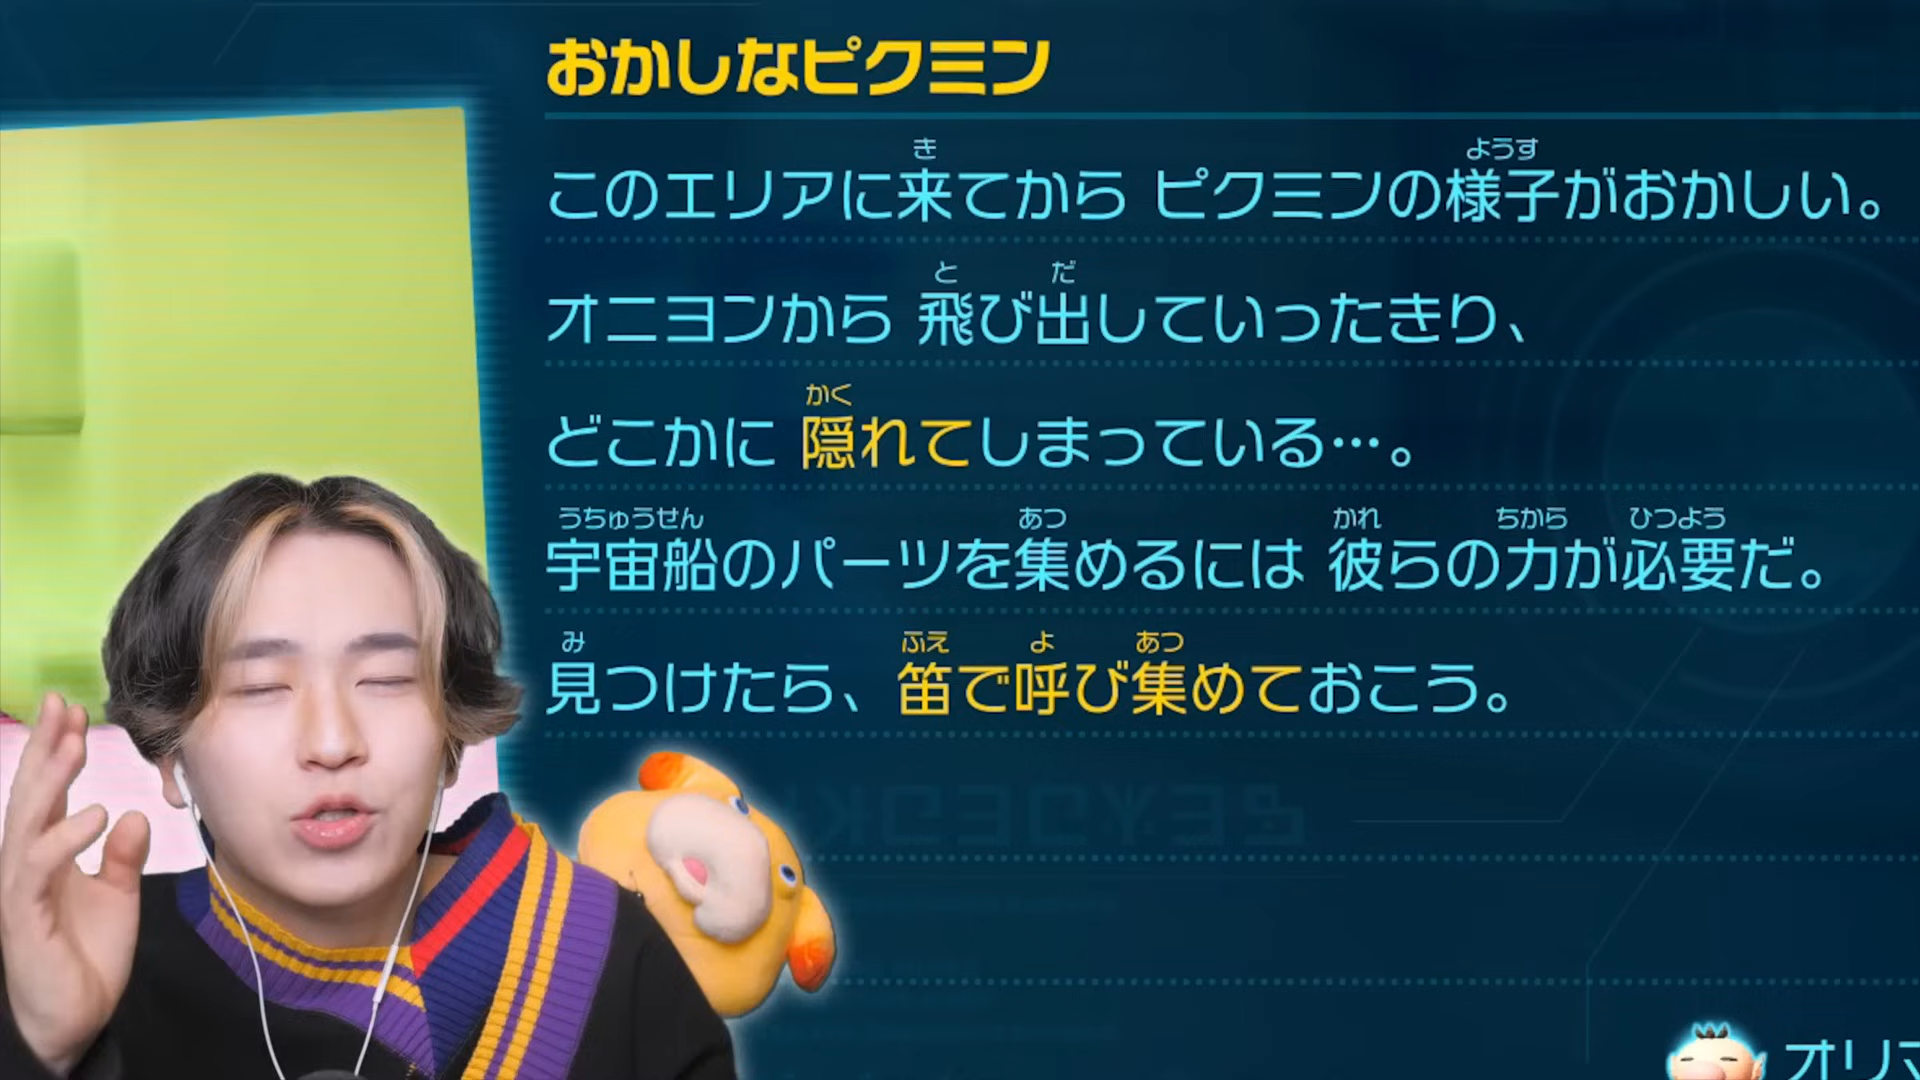 おかしなピクミン
このエリアに来てから ピクミンの様子がおかしい。
オニヨンから 飛び出していったきり、
どこかに 隠れてしまっている…。
宇宙船のパーツを集めるには 彼らの力が必要だ。
見つけたら、笛で呼び集めておこう。
オリマ